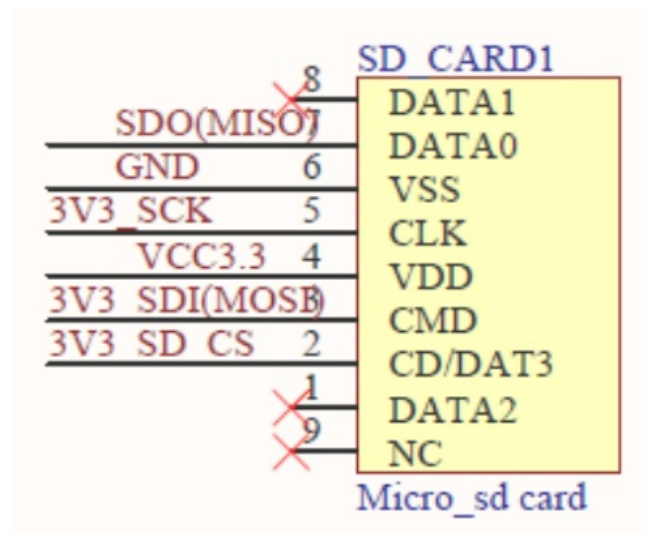 SD_CARD1
8 DATA1
SDO(MISO) 7 DATA0
GND 6 VSS
3V3_SCK 5 CLK
VCC3.3 4 VDD
3V3_SDI(MOSI) 3 CMD
3V3_SD_CS 2 CD/DAT3
1 DATA2
9 NC
Micro_sd card